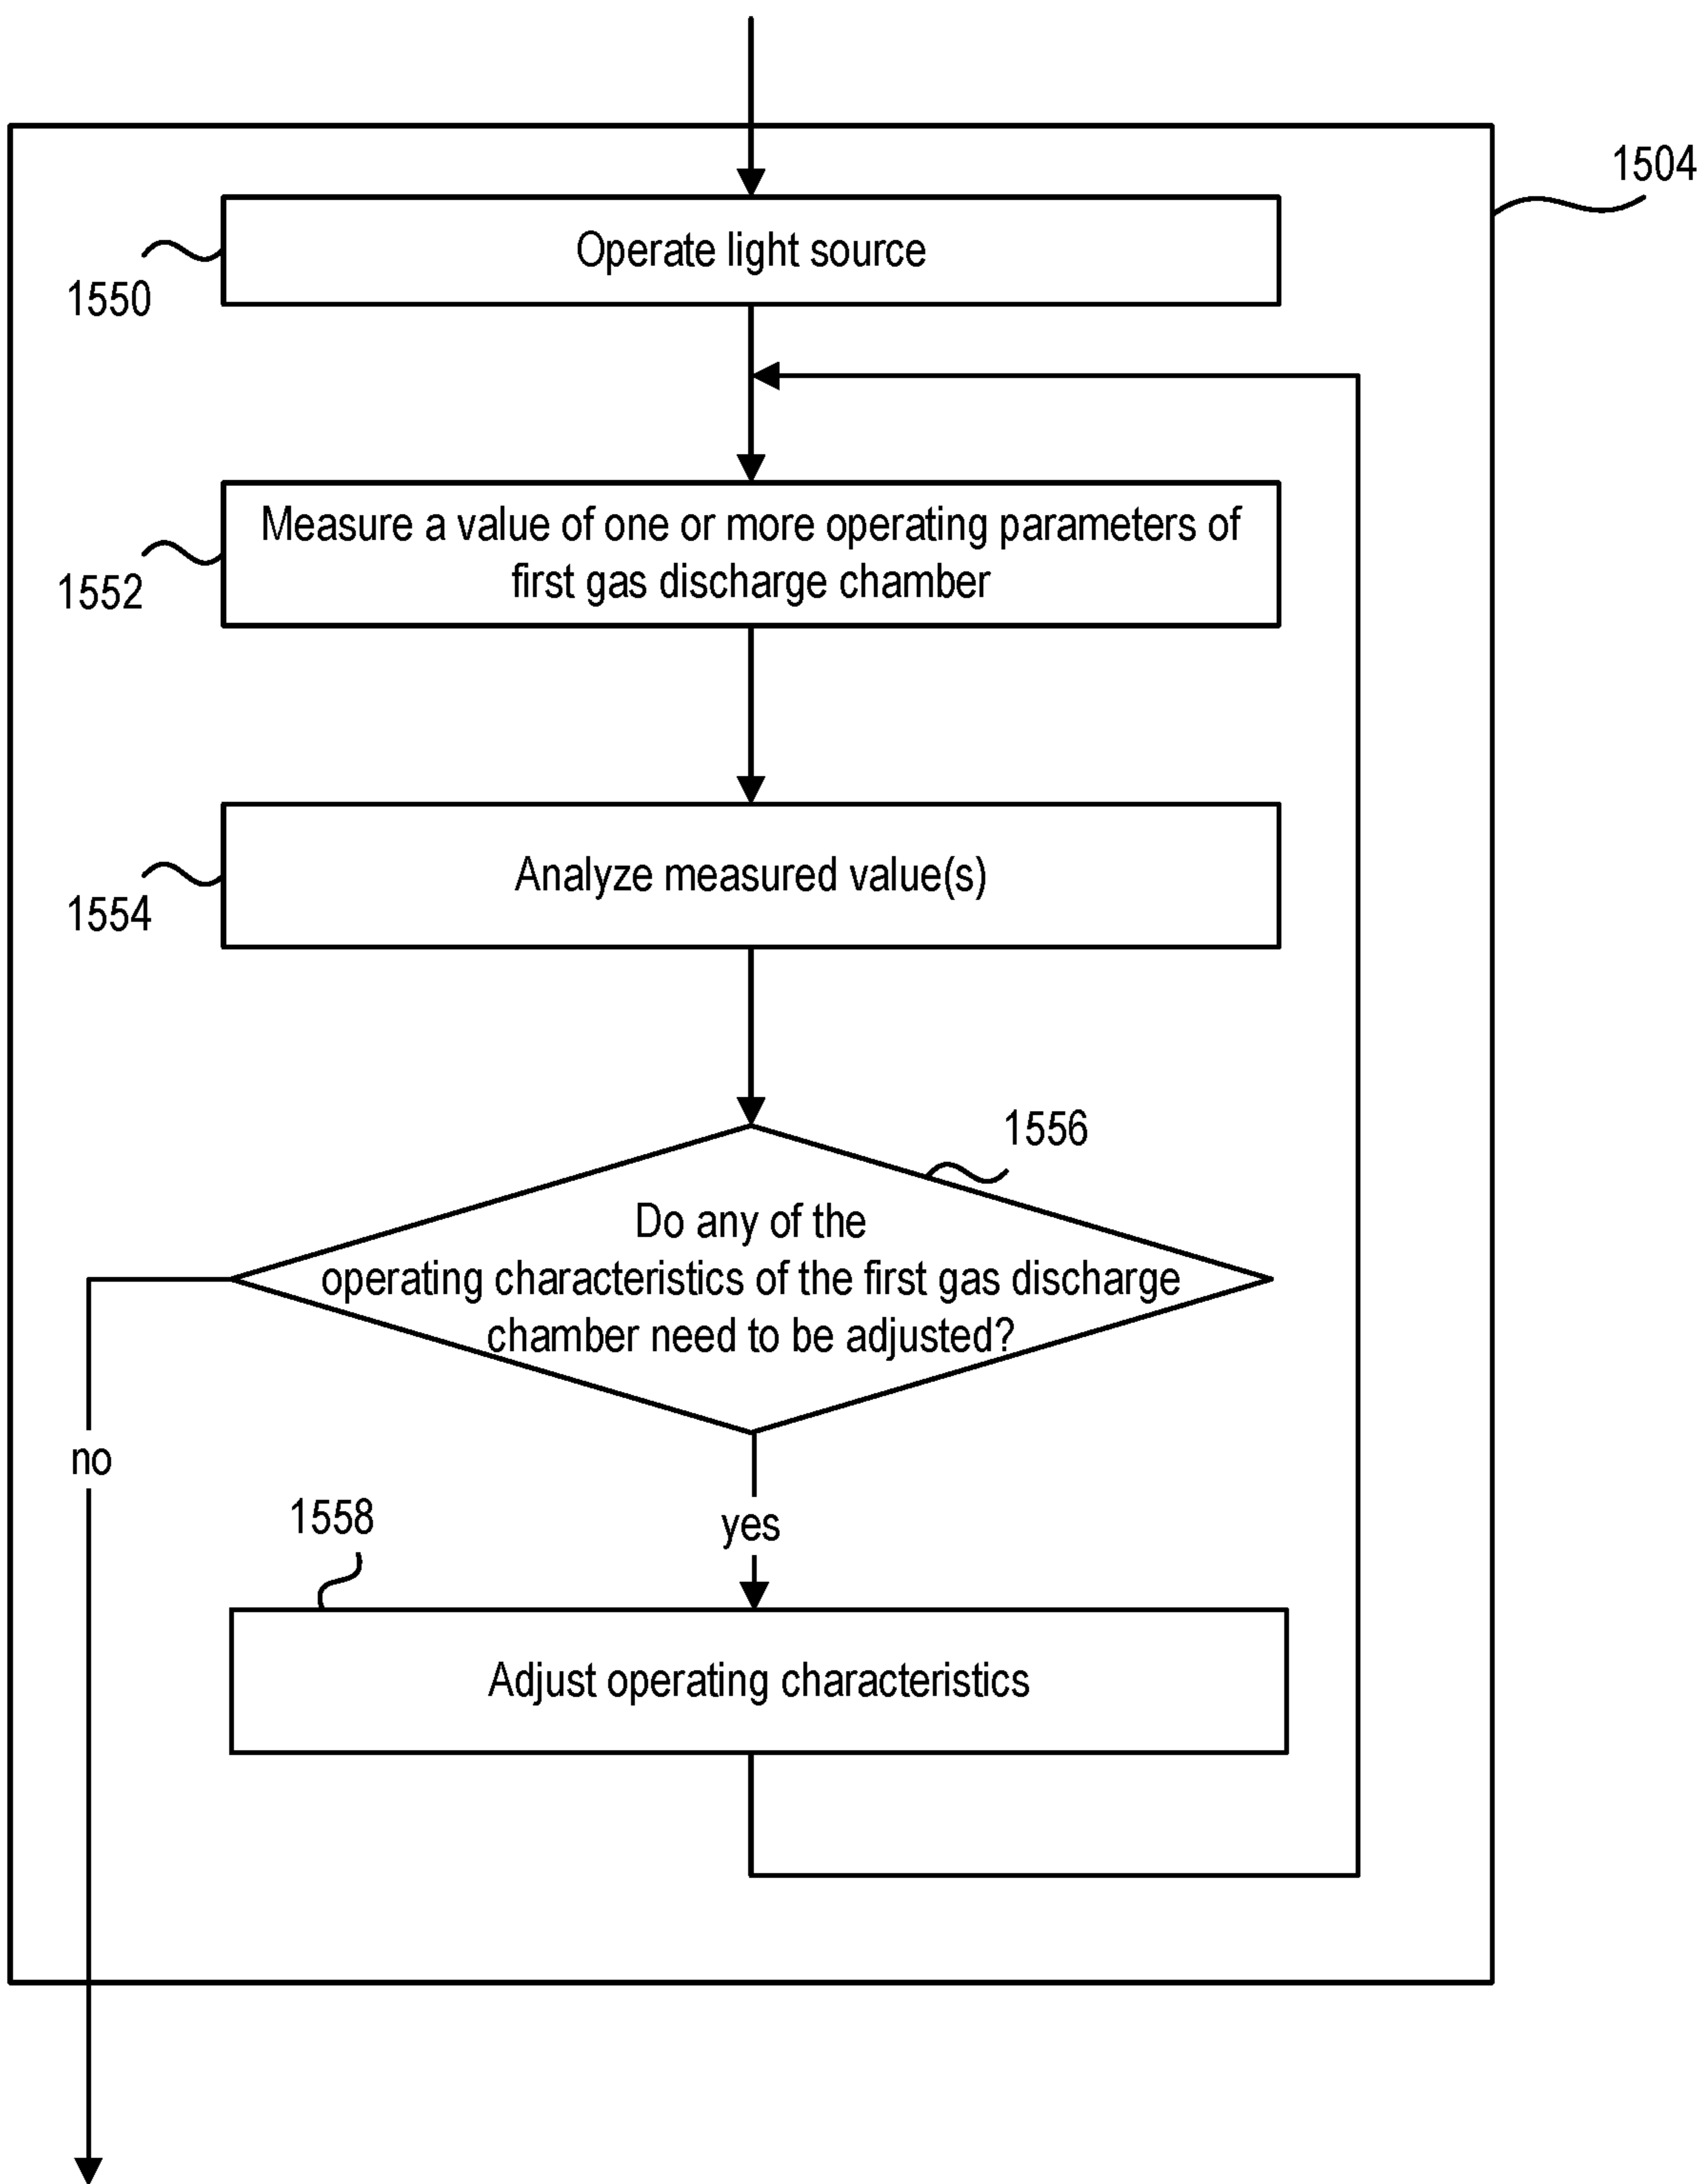 1504
Operate light source
1550
Measure a value of one or more operating parameters of
first gas discharge chamber
1552
Analyze measured value(s)
1554
1556
Do any of the
operating characteristics of the first gas discharge
chamber need to be adjusted?
no
yes
1558
Adjust operating characteristics